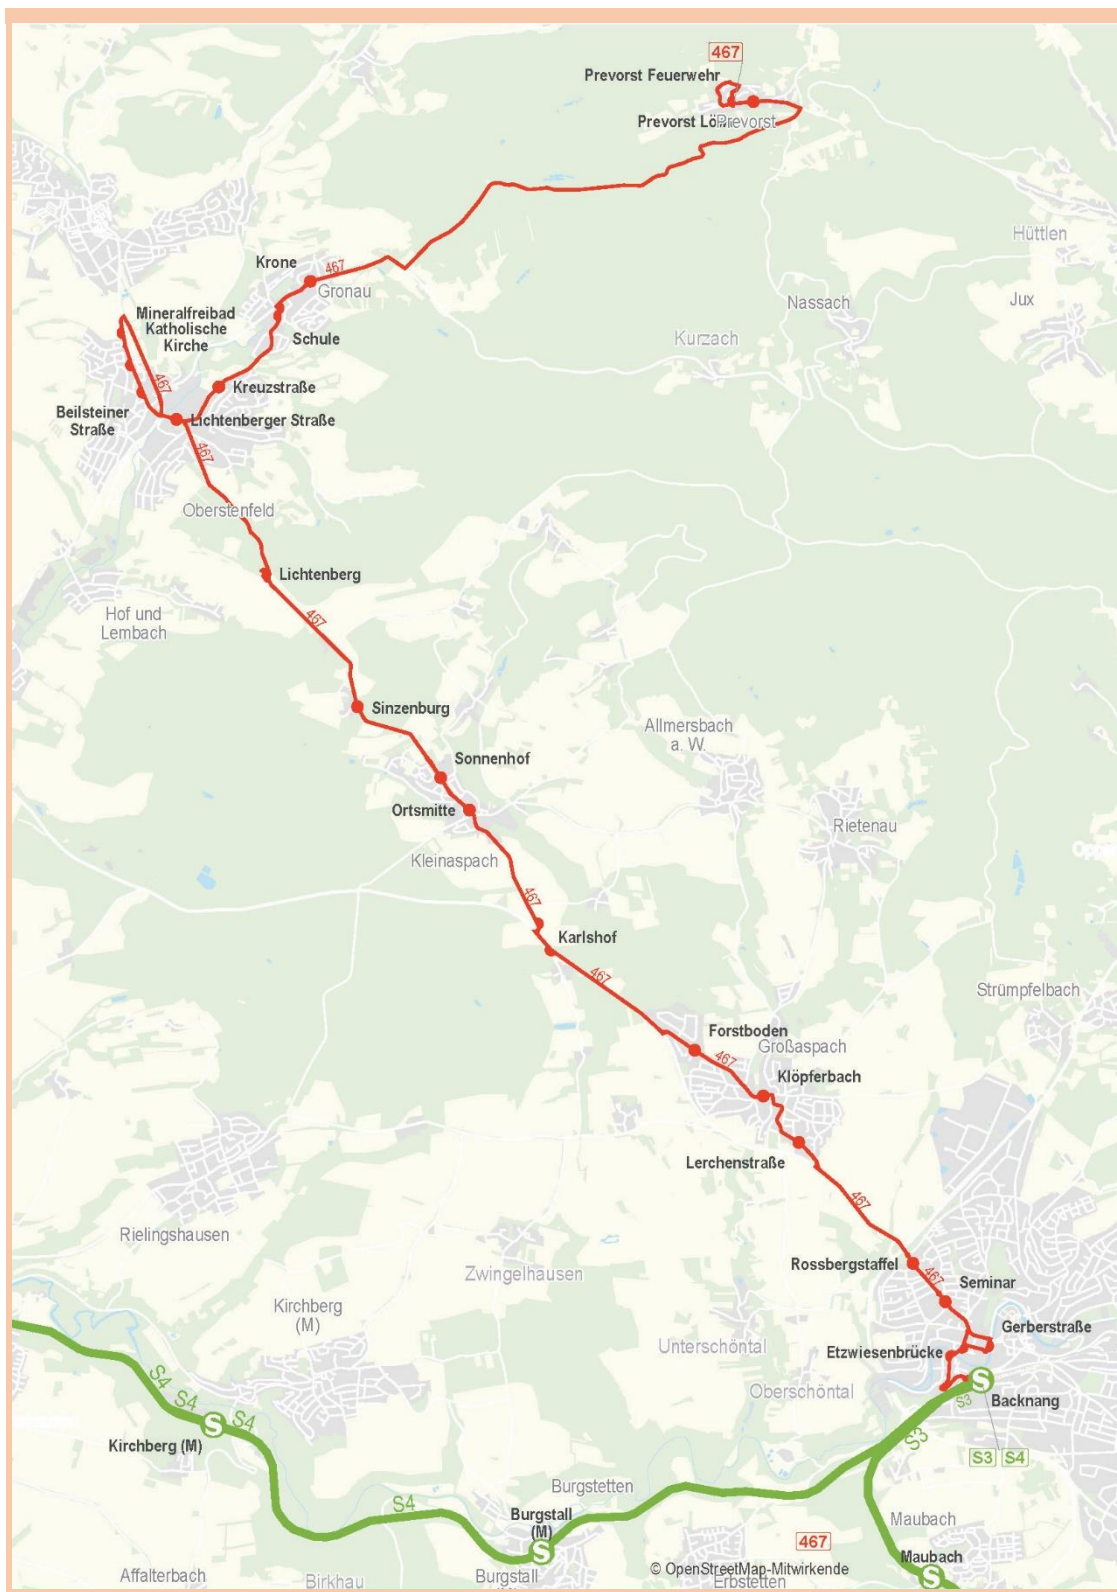 467
Prevorst Feuerwehr
Prevorst
Prevorst
Hüttlen
Krone
467
Gronau
Nassach
Jux
Mineralfreibad
Katholische
Kirche
Schule
Kurzach
467
Kreuzstraße
Beilsteiner
Straße
Lichtenberger Straße
467
Oberstenfeld
Lichtenberg
Hof und
Lembach
467
Sinzenburg
Allmersbach
a. W.
Sonnenhof
Ortsmitte
Rietenau
Kleinaspach
467
Karlshof
467
Strümpfelbach
Forstboden
Großaspach
467
Klöpferbach
Lerchenstraße
467
Rielingshausen
Rossbergstaffel
Zwingelhausen
467
Seminar
Kirchberg
(M)
Gerberstraße
Unterschöntal
Etzwiesenbrücke
S4
S
Oberschöntal
S3
Backnang
S4
S
S4
Kirchberg (M)
S3
S3 S4
Burgstetten
S4
Burgstall
(M)
Maubach
467
S
Maubach
© OpenStreetMap-Mitwirkende
S
Affalterbach
Birkhau
Burgstall
Erbstetten